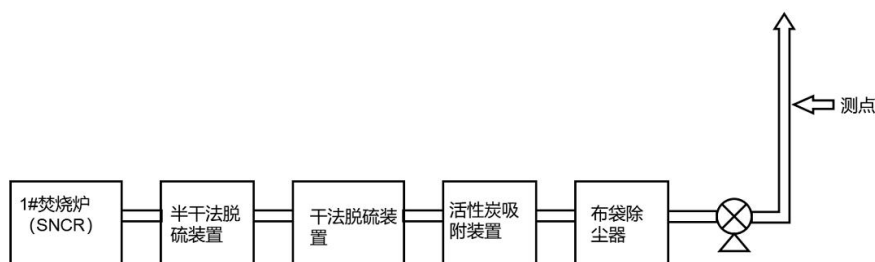 测点
1#焚烧炉
(SNCR)
半干法脱
硫装置
干法脱硫装
置
活性炭吸
附装置
布袋除
尘器